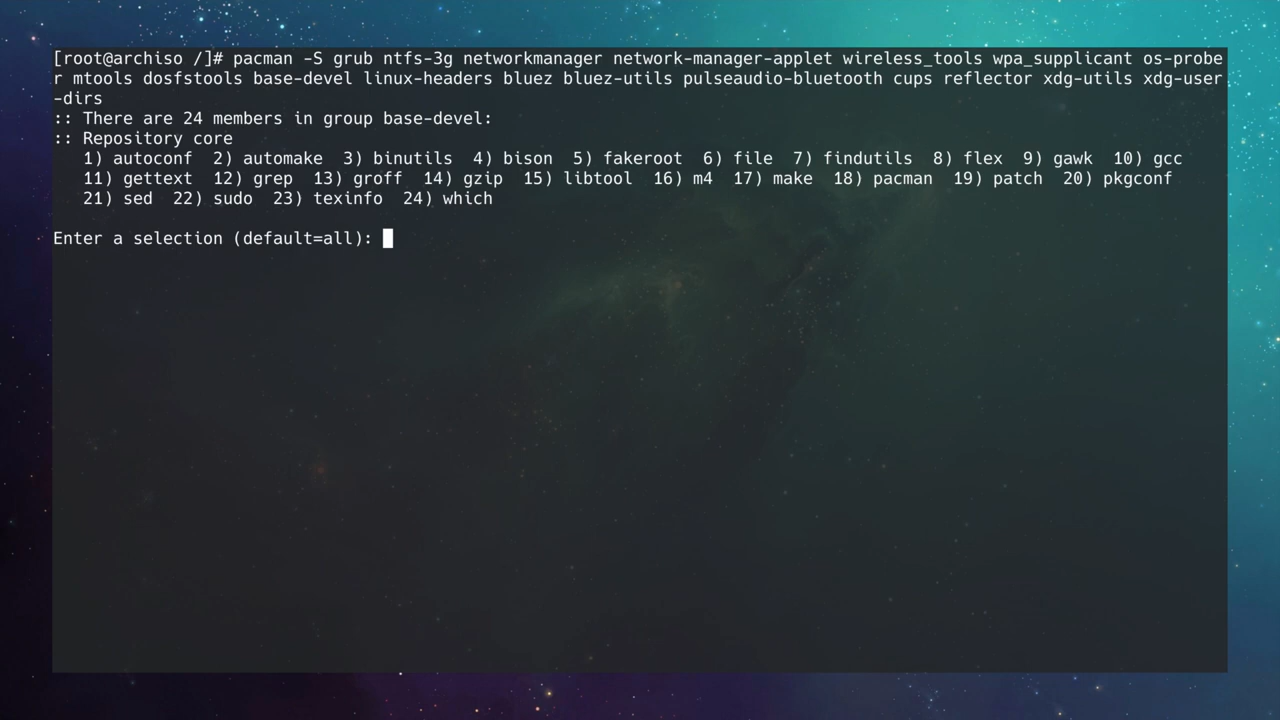 [root@archiso /]# pacman -S grub ntfs-3g networkmanager network-manager-applet wireless_tools wpa_supplicant os-probe
r mtools dosfstools base-devel linux-headers bluez bluez-utils pulseaudio-bluetooth cups reflector xdg-utils xdg-user
-dirs
:: There are 24 members in group base-devel:
:: Repository core
   1) autoconf  2) automake  3) binutils  4) bison  5) fakeroot  6) file  7) findutils  8) flex  9) gawk  10) gcc
   11) gettext  12) grep  13) groff  14) gzip  15) libtool  16) m4  17) make  18) pacman  19) patch  20) pkgconf
   21) sed  22) sudo  23) texinfo  24) which
Enter a selection (default=all):